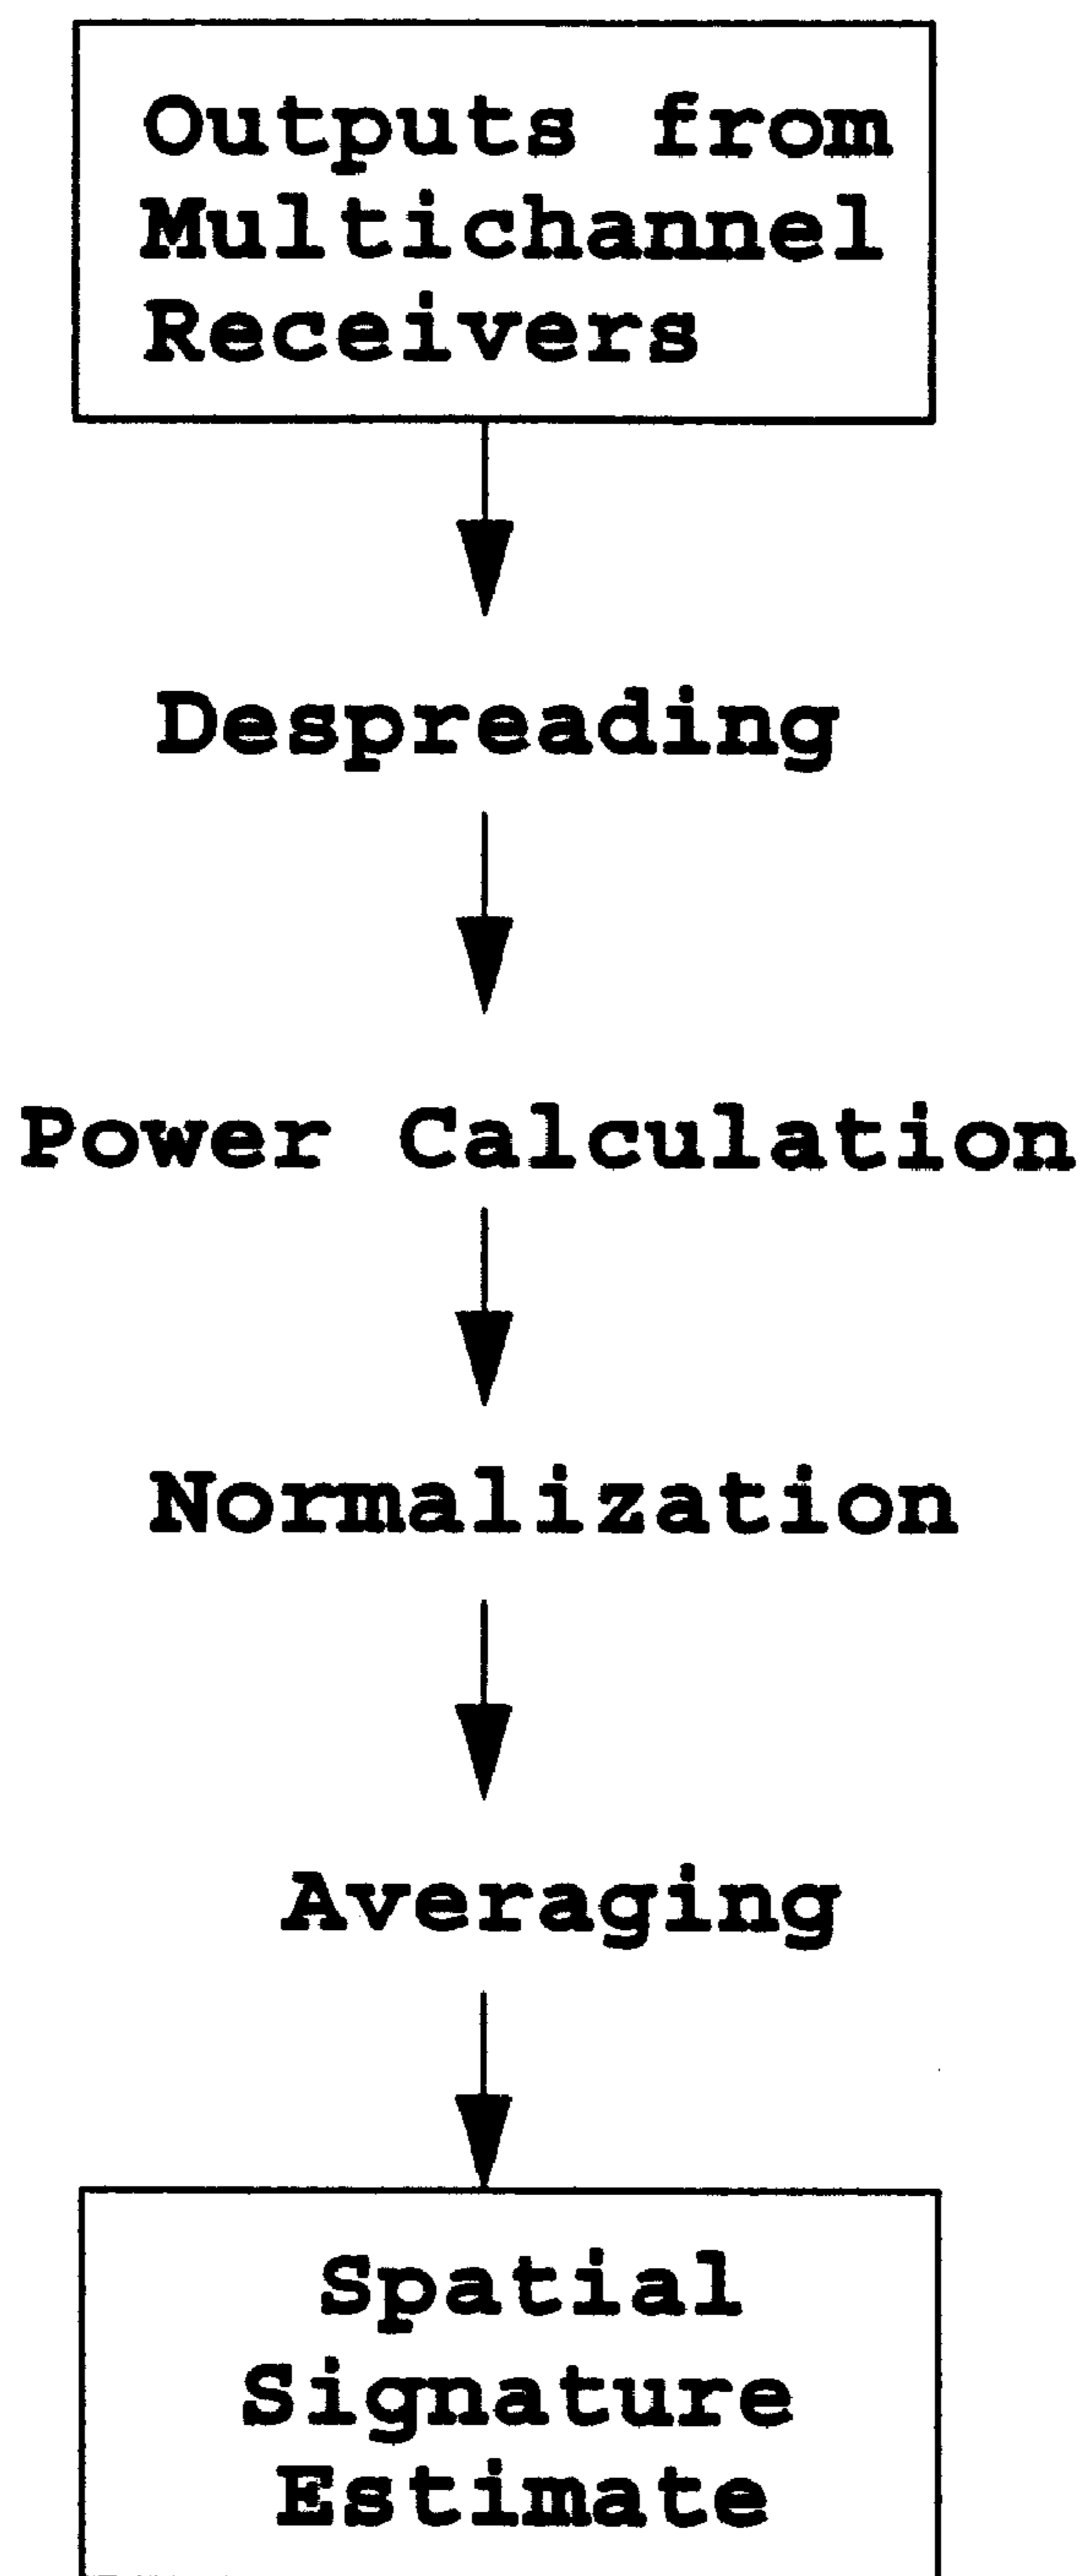 Outputs from
Multichannel
Receivers
Despreading
Power Calculation
Normalization
Averaging
Spatial
Signature
Estimate